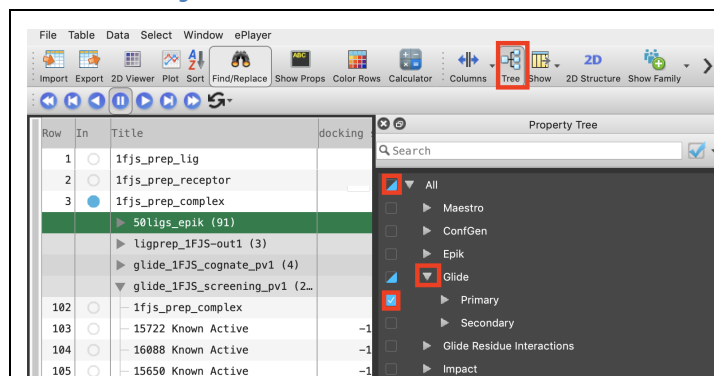 File Table Data Select Window ePlayer
ABC 2D
Import Export 2D Viewer Plot Sort Find/Replace Show Props Color Rows Calculator Columns Tree Show 2D Structure Show Family
Row In Title docking
Property Tree
Search
1 1fjs_prep_lig
2 1fjs_prep_receptor
3 1fjs_prep_complex
50ligs_epik (91)
ligprep_1FJS-out1 (3)
glide_1FJS_cognate_pv1 (4)
glide_1FJS_screening_pv1 (2…
102 1fjs_prep_complex
103 15722 Known Active -1
104 16088 Known Active -1
105 15650 Known Active -1
All
Maestro
ConfGen
Epik
Glide
Primary
Secondary
Glide Residue Interactions
Impact